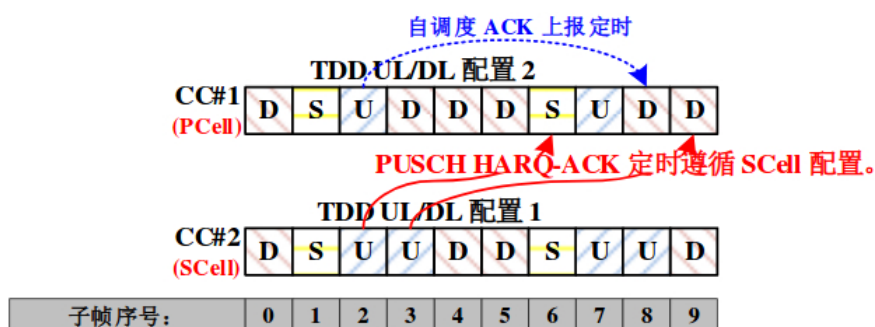 自调度 ACK 上报定时
TDD UL/DL 配置 2
CC#1 D S U D D D S U D D
(PCell)
PUSCH HARQ-ACK 定时遵循 SCell 配置。
TDD UL/DL 配置 1
CC#2 D S U U D D S U U D
(SCell)
子帧序号： 0 1 2 3 4 5 6 7 8 9